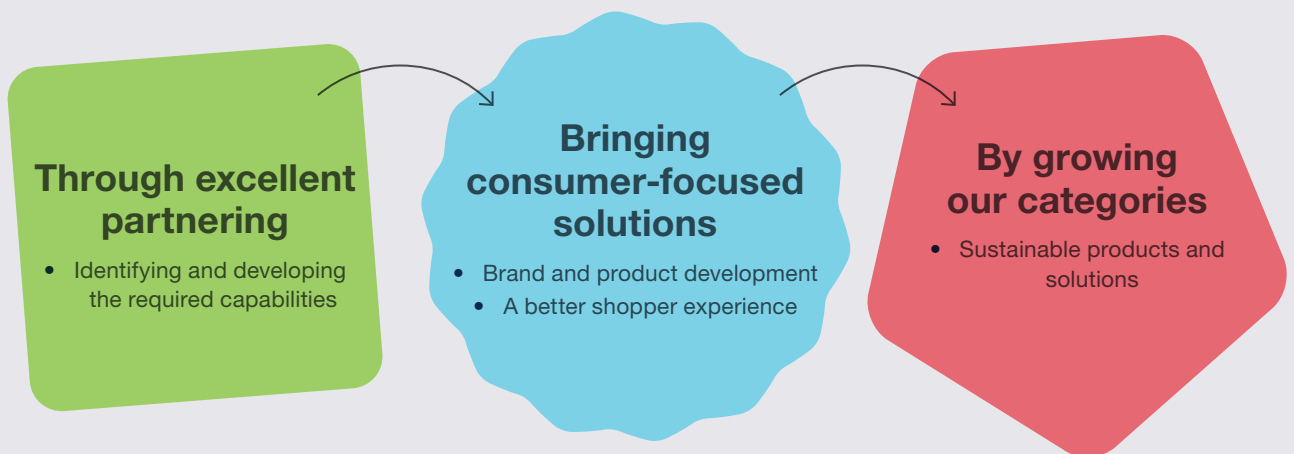 Through excellent
partnering
• Identifying and developing
the required capabilities
Bringing
consumer-focused
solutions
• Brand and product development
• A better shopper experience
By growing
our categories
• Sustainable products and
solutions